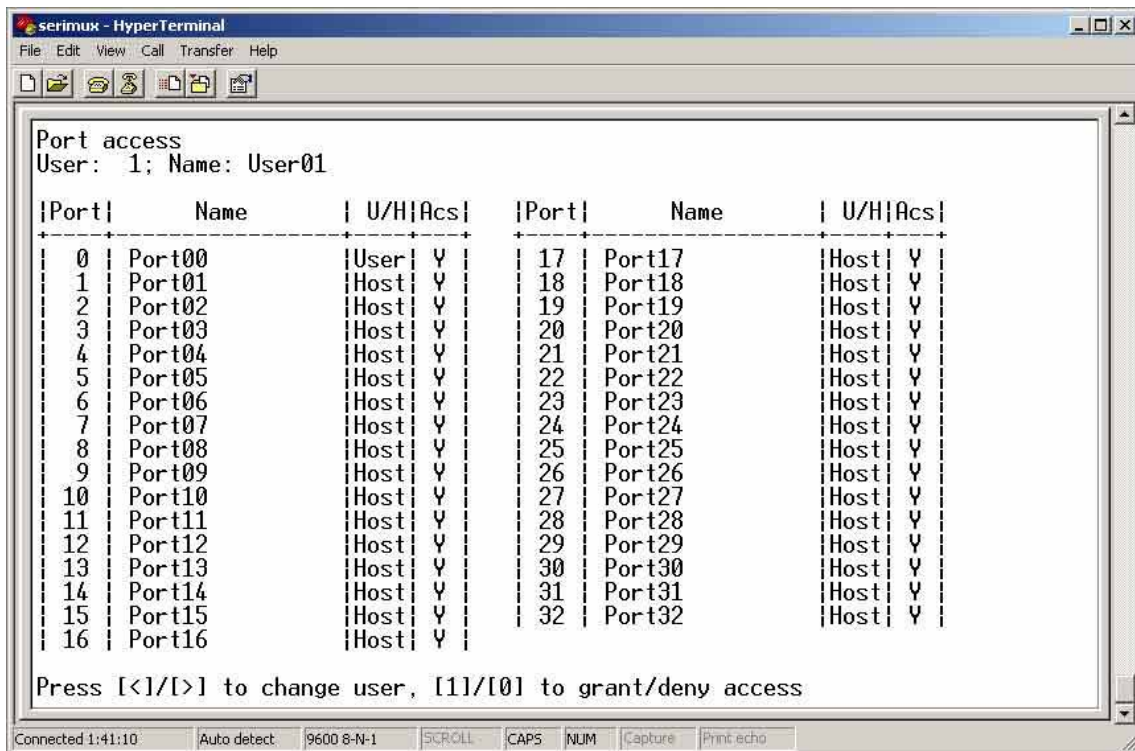 serimux - HyperTerminal
File Edit View Call Transfer Help
Port access
User:  1; Name: User01
|Port|      Name      | U/H|Acs|   |Port|      Name      | U/H|Acs|
|  0 | Port00         |User| Y |   | 17 | Port17         |Host| Y |
|  1 | Port01         |Host| Y |   | 18 | Port18         |Host| Y |
|  2 | Port02         |Host| Y |   | 19 | Port19         |Host| Y |
|  3 | Port03         |Host| Y |   | 20 | Port20         |Host| Y |
|  4 | Port04         |Host| Y |   | 21 | Port21         |Host| Y |
|  5 | Port05         |Host| Y |   | 22 | Port22         |Host| Y |
|  6 | Port06         |Host| Y |   | 23 | Port23         |Host| Y |
|  7 | Port07         |Host| Y |   | 24 | Port24         |Host| Y |
|  8 | Port08         |Host| Y |   | 25 | Port25         |Host| Y |
|  9 | Port09         |Host| Y |   | 26 | Port26         |Host| Y |
| 10 | Port10         |Host| Y |   | 27 | Port27         |Host| Y |
| 11 | Port11         |Host| Y |   | 28 | Port28         |Host| Y |
| 12 | Port12         |Host| Y |   | 29 | Port29         |Host| Y |
| 13 | Port13         |Host| Y |   | 30 | Port30         |Host| Y |
| 14 | Port14         |Host| Y |   | 31 | Port31         |Host| Y |
| 15 | Port15         |Host| Y |   | 32 | Port32         |Host| Y |
| 16 | Port16         |Host| Y |
Press [<]/[>] to change user, [1]/[0] to grant/deny access
Connected 1:41:10 Auto detect 9600 8-N-1 SCROLL CAPS NUM Capture Print echo